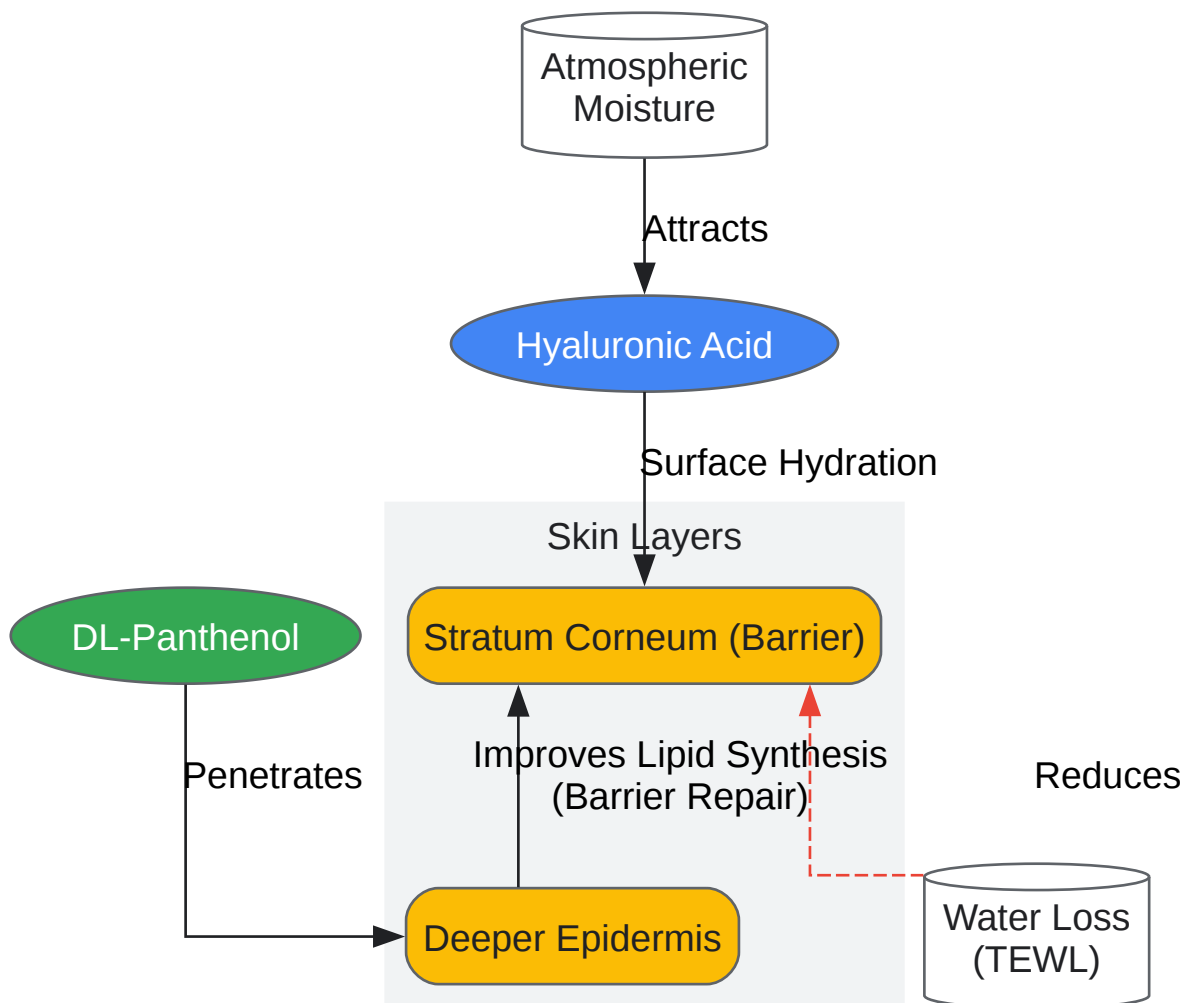 Atmospheric
Moisture
Attracts
Hyaluronic Acid
Surface Hydration
Skin Layers
DL-Panthenol
Stratum Corneum (Barrier)
Penetrates
Improves Lipid Synthesis
(Barrier Repair)
Reduces
Deeper Epidermis
Water Loss
(TEWL)